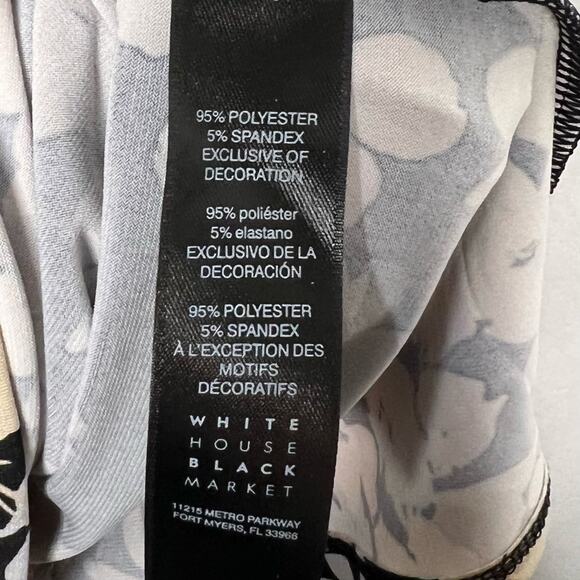 95% POLYESTER
5% SPANDEX
EXCLUSIVE OF
DECORATION
95% poliéster
5% elastano
EXCLUSIVO DE LA
DECORACIÓN
95% POLYESTER
5% SPANDEX
À L'EXCEPTION DES
MOTIFS
DÉCORATIFS
WHITE
HOUSE
BLACK
MARKET
11215 METRO PARKWAY
FORT MYERS, FL 33966